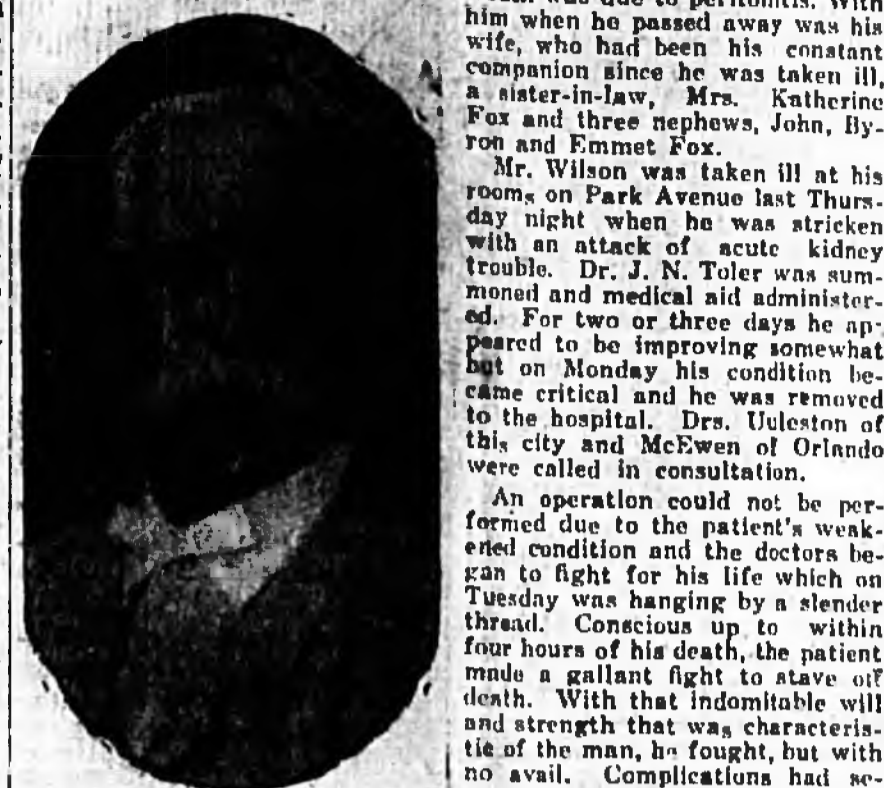 was due to peritonitis. With
him when he passed away was his
wife, who had been his constant
companion since he was taken ill,
a sister-in-law, Mrs. Katherine
Fox and three nephews, John, By-
ron and Emmet Fox.
Mr. Wilson was taken ill at his
rooms on Park Avenue last Thurs-
day night when he was stricken
with an attack of acute kidney
trouble. Dr. J. N. Toler was sum-
moned and medical aid administer-
ed. For two or three days he ap-
peared to be improving somewhat
but on Monday his condition be-
came critical and he was removed
to the hospital. Drs. Uuleston of
this city and McEwen of Orlando
were called in consultation.
An operation could not be per-
formed due to the patient's weak-
ened condition and the doctors be-
gan to fight for his life which on
Tuesday was hanging by a slender
thread. Conscious up to within
four hours of his death, the patient
made a gallant fight to stave off
death. With that indomitable will
and strength that was characteris-
tic of the man, he fought, but with
no avail. Complications had se-